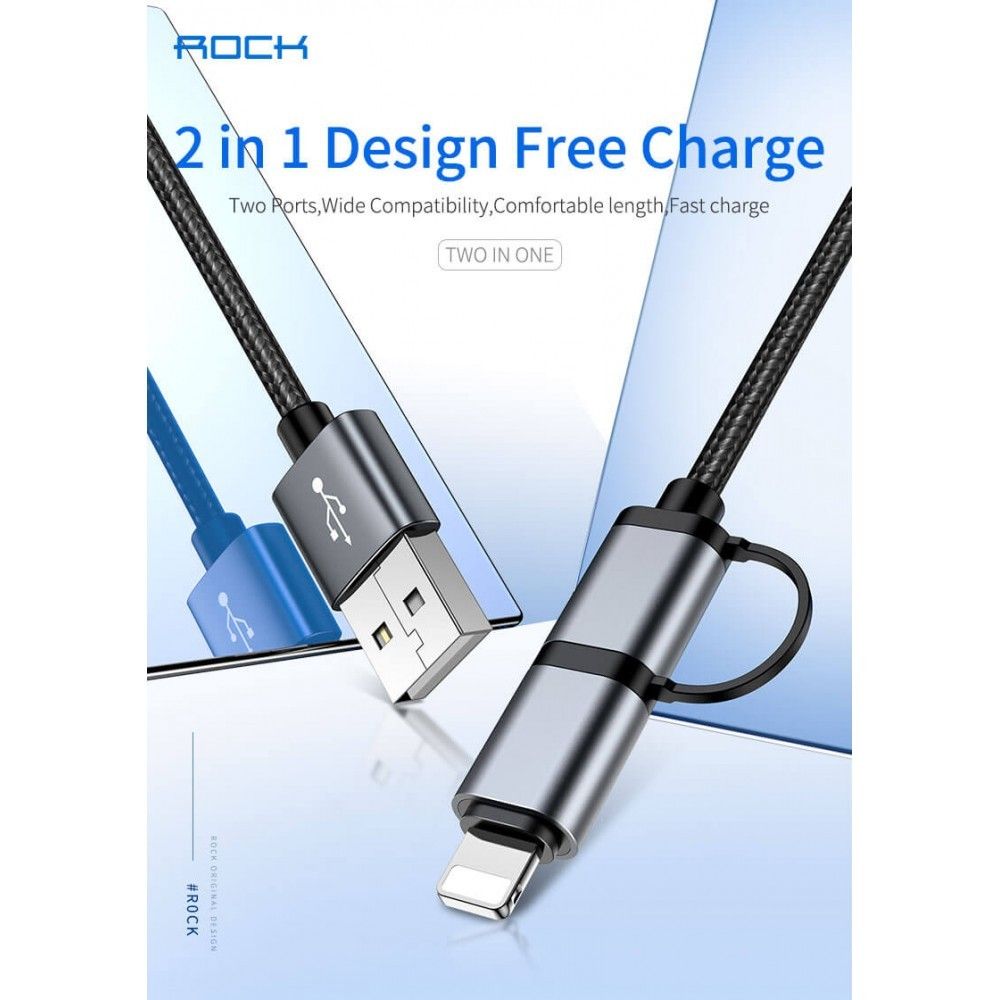 ROCK
2 in 1 Design Free Charge
Two Ports,Wide Compatibility,Comfortable length,Fast charge
TWO IN ONE
#ROCK
ROCK ORIGINAL DESIGN